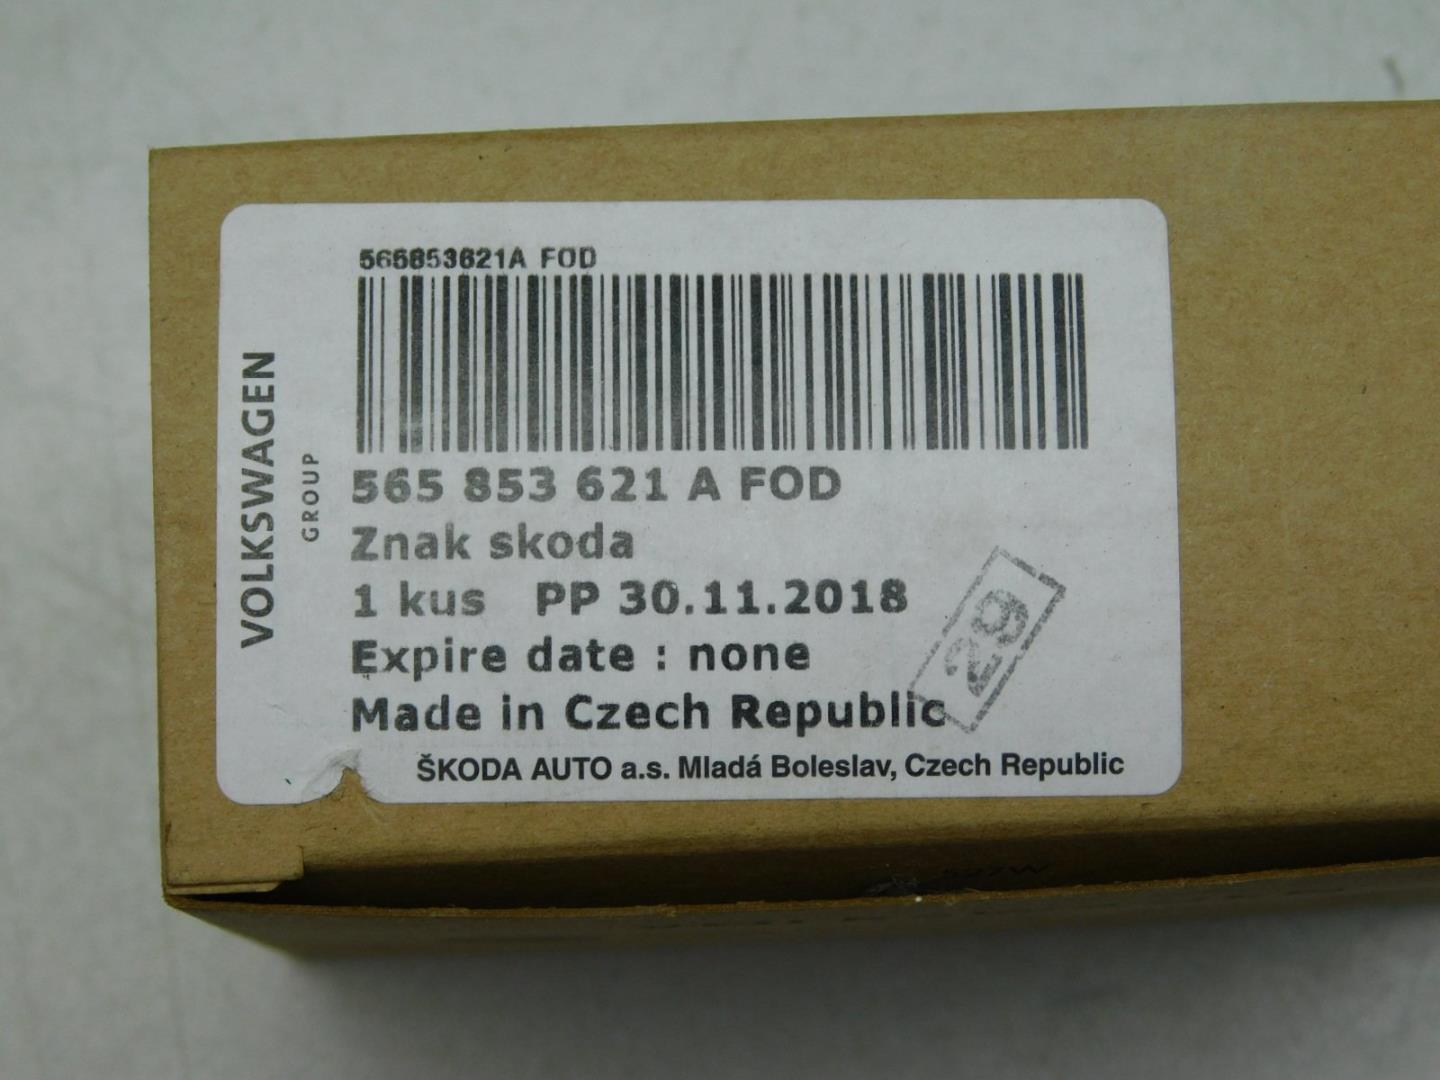 565853621A FOD
VOLKSWAGEN
GROUP
565 853 621 A FOD
Znak skoda
1 kus PP 30.11.2018
Expire date : none
Made in Czech Republic
29
ŠKODA AUTO a.s. Mladá Boleslav, Czech Republic